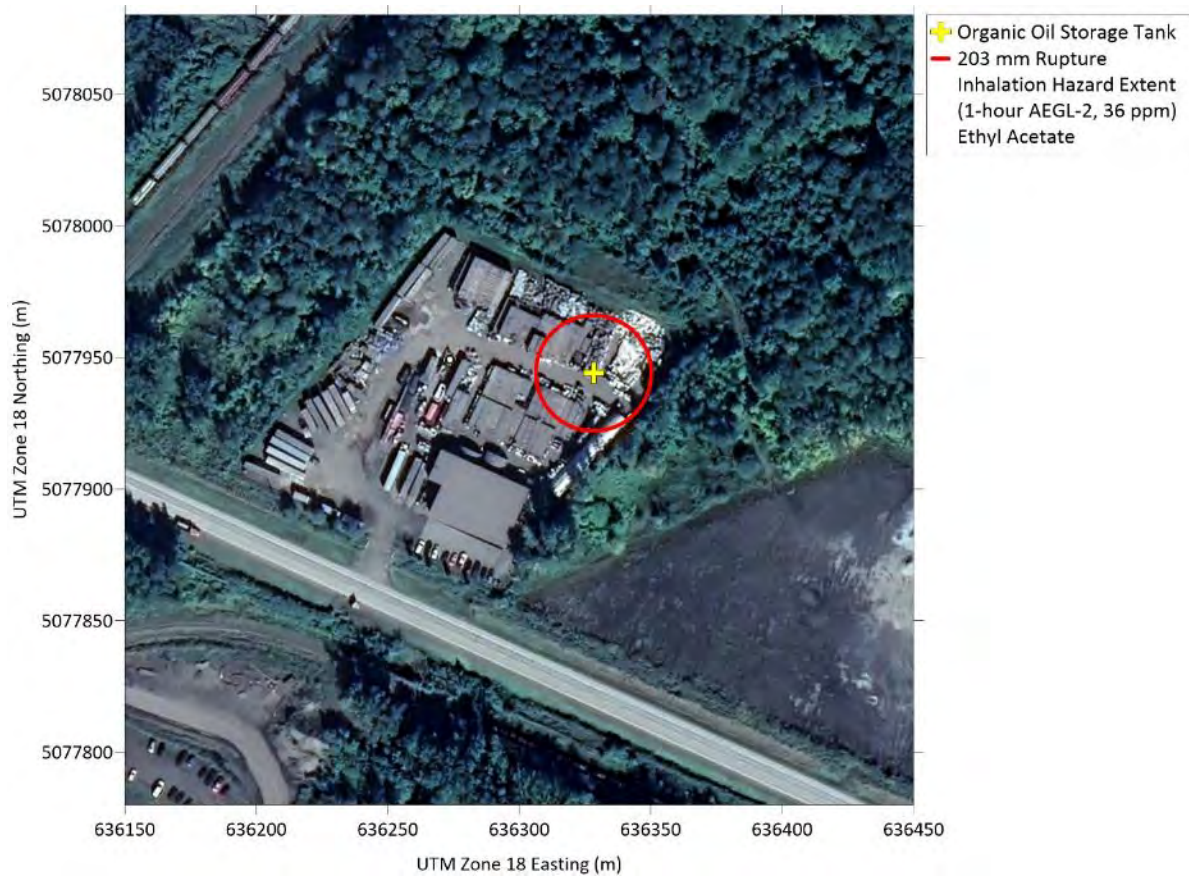 Organic Oil Storage Tank
203 mm Rupture
Inhalation Hazard Extent
(1-hour AEGL-2, 36 ppm)
Ethyl Acetate
5078050
5078000
5077950
5077900
5077850
5077800
UTM Zone 18 Northing (m)
636150
636200
636250
636300
636350
636400
636450
UTM Zone 18 Easting (m)